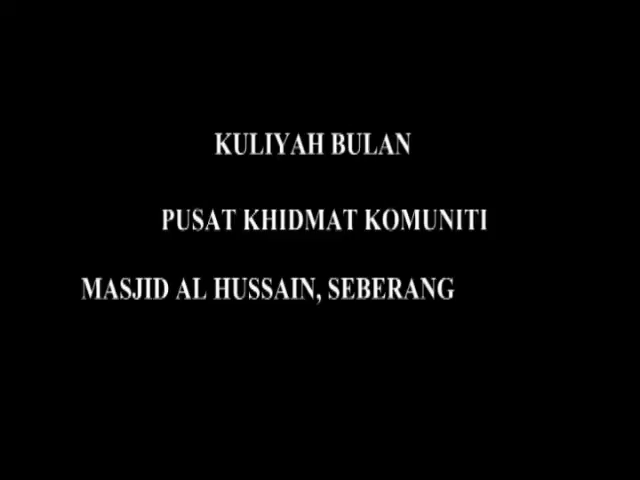 KULIYAH BULAN
PUSAT KHIDMAT KOMUNITI
MASJID AL HUSSAIN, SEBERANG